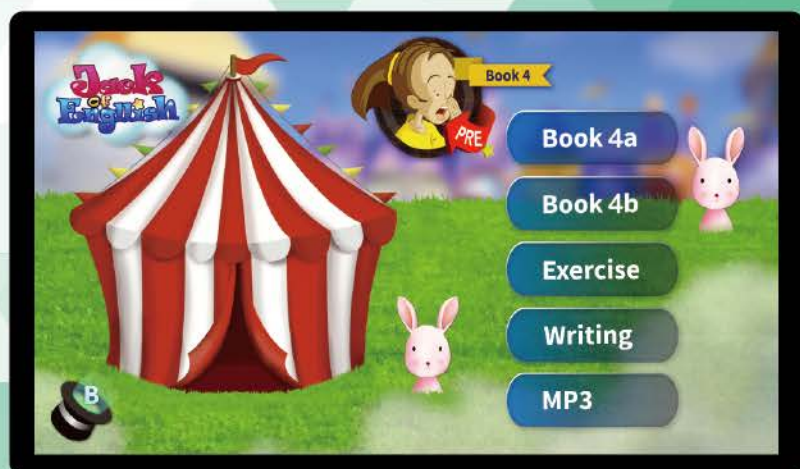 Jack
of
English
Book 4
PRE
Book 4a
Book 4b
Exercise
Writing
MP3
B